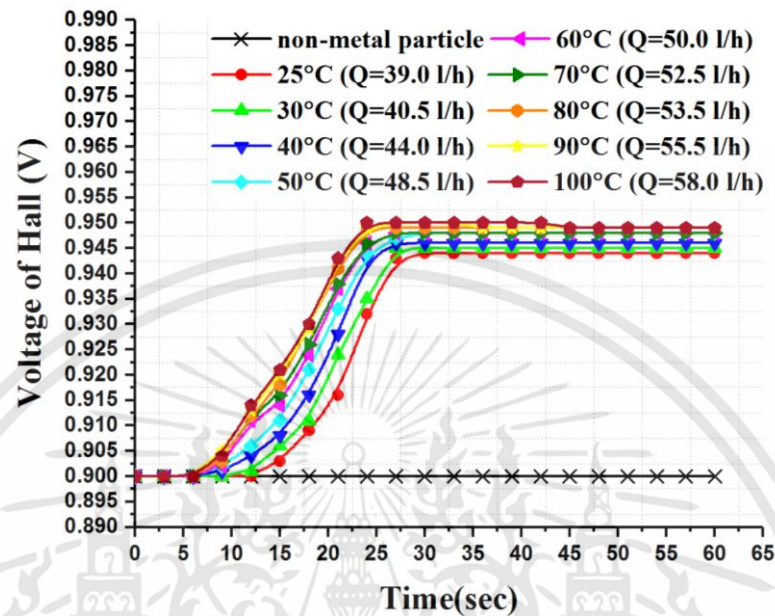 0.990
0.985
0.980
0.975
0.970
0.965
0.960
0.955
0.950
0.945
0.940
0.935
0.930
0.925
0.920
0.915
0.910
0.905
0.900
0.895
0.890
Voltage of Hall (V)
non-metal particle
25°C (Q=39.0 l/h)
30°C (Q=40.5 l/h)
40°C (Q=44.0 l/h)
50°C (Q=48.5 l/h)
60°C (Q=50.0 l/h)
70°C (Q=52.5 l/h)
80°C (Q=53.5 l/h)
90°C (Q=55.5 l/h)
100°C (Q=58.0 l/h)
0 5 10 15 20 25 30 35 40 45 50 55 60 65
Time(sec)